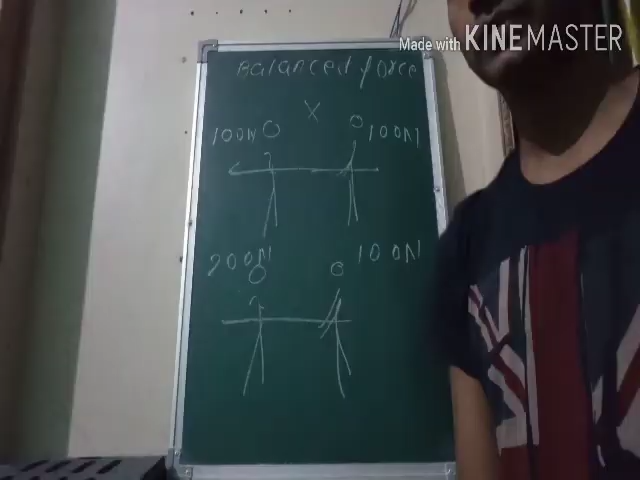 Made with KINEMASTER
Balanced force
X
100N 100N
200N 100N